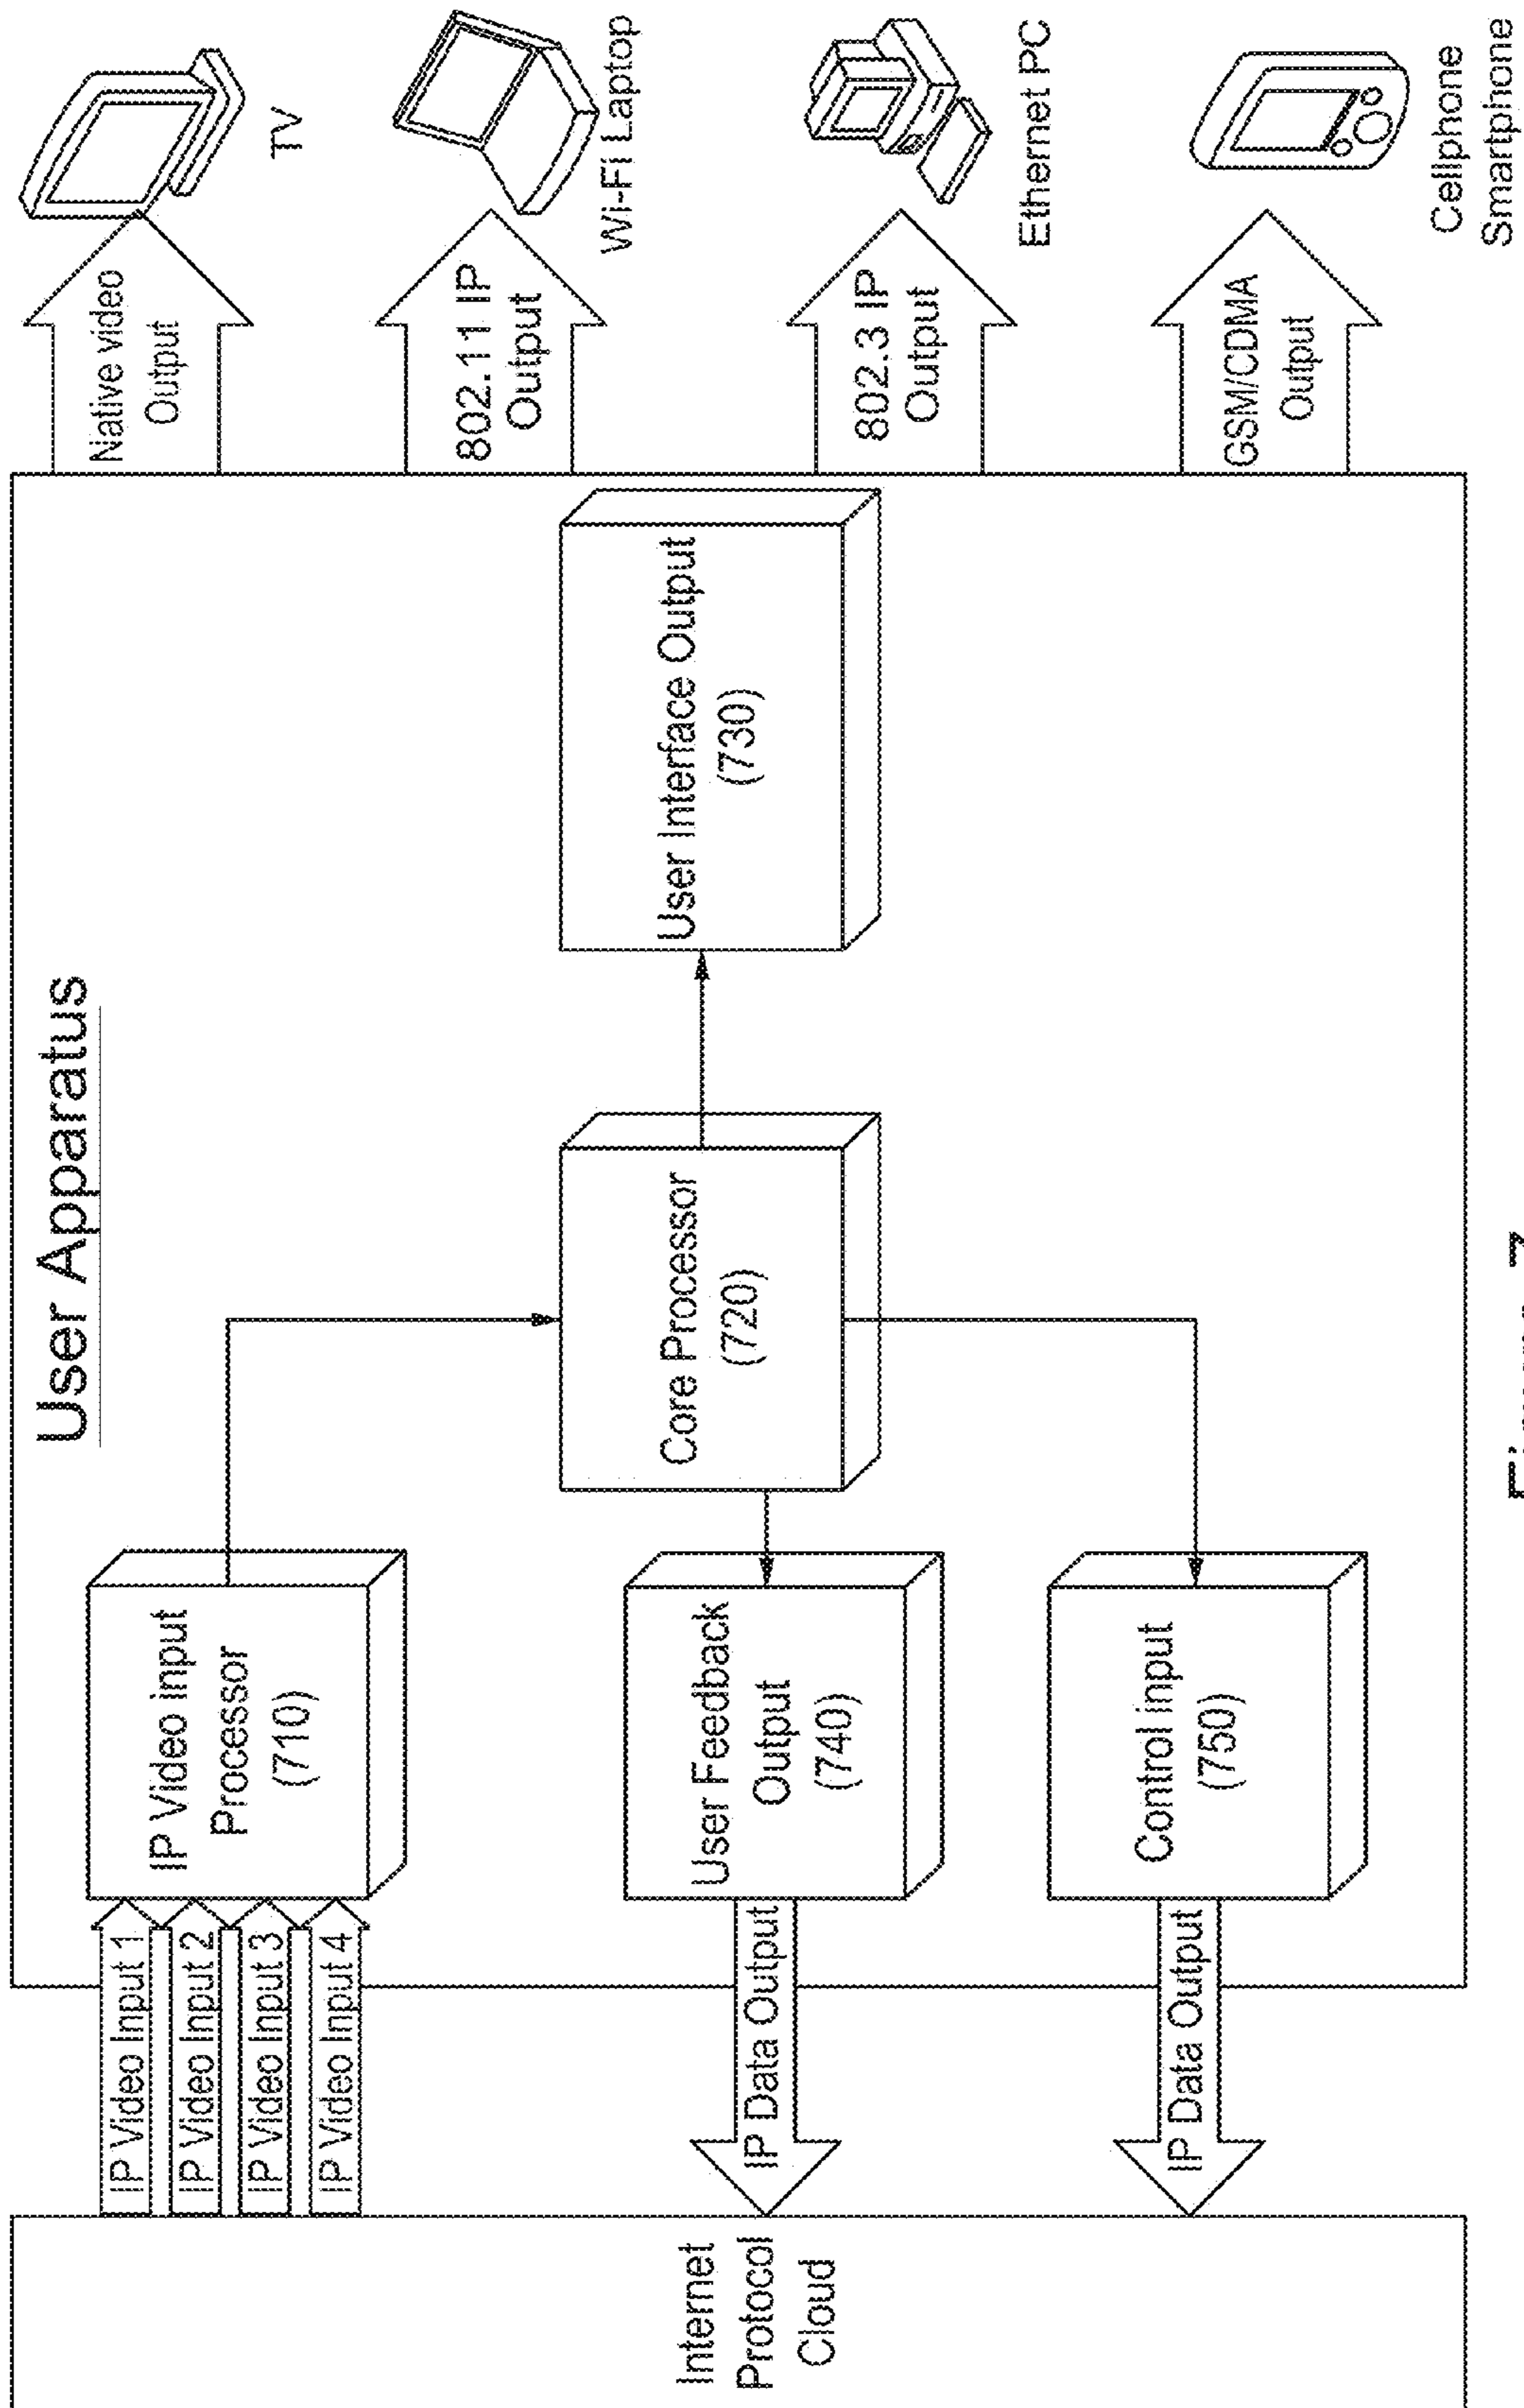 User Apparatus
Internet
Protocol
Cloud
IP Video Input 1
IP Video Input 2
IP Video Input 3
IP Video Input 4
IP Video input
Processor
(710)
IP Data Output
User Feedback
Output
(740)
IP Data Output
Control input
(750)
Core Processor
(720)
User Interface Output
(730)
Native video
Output
TV
802.11 IP
Output
Wi-Fi Laptop
802.3 IP
Output
Ethernet PC
GSM/CDMA
Output
Cellphone
Smartphone
Figure 7